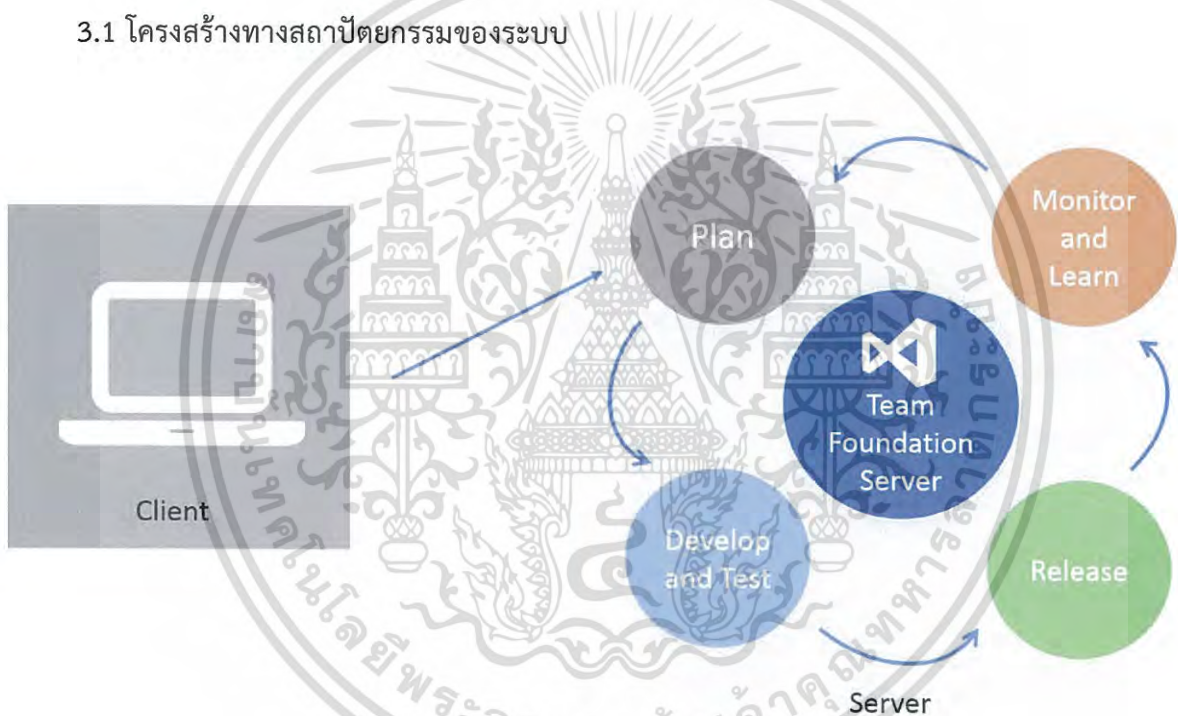 3.1 โครงสร้างทางสถาปัตยกรรมของระบบ
Client
Plan
Monitor
and
Learn
Team
Foundation
Server
Develop
and Test
Release
Server